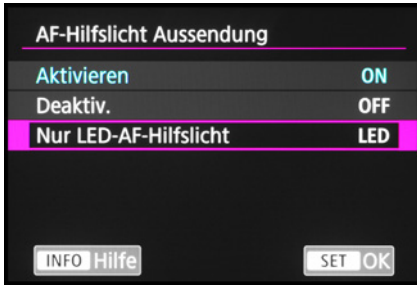 AF-Hilfslicht Aussendung
Aktivieren ON
Deaktiv. OFF
Nur LED-AF-Hilfslicht LED
INFO Hilfe SET OK